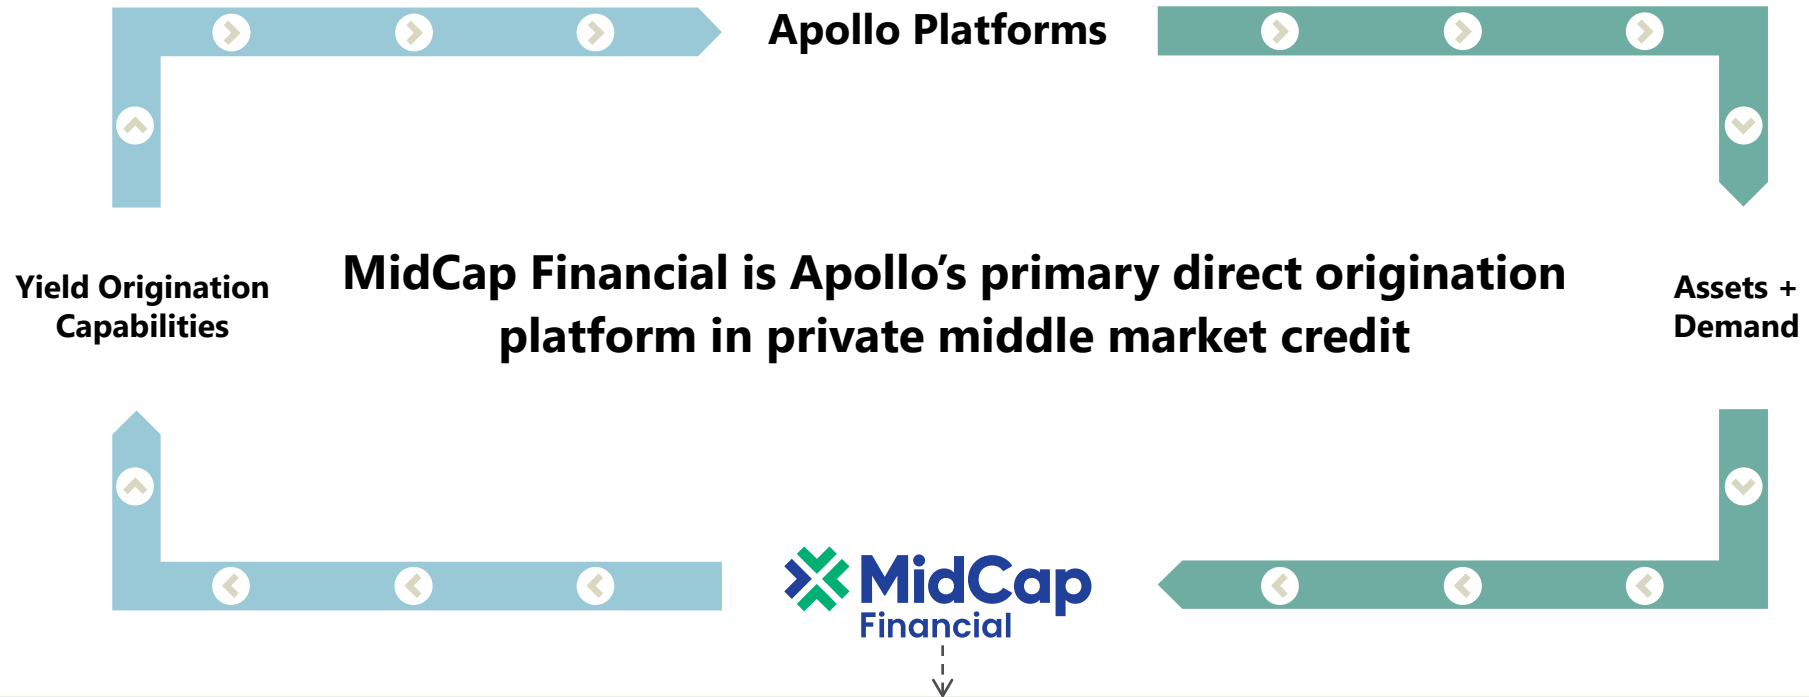 Apollo Platforms
Yield Origination
Capabilities
MidCap Financial is Apollo’s primary direct origination
platform in private middle market credit
Assets +
Demand
MidCap
Financial